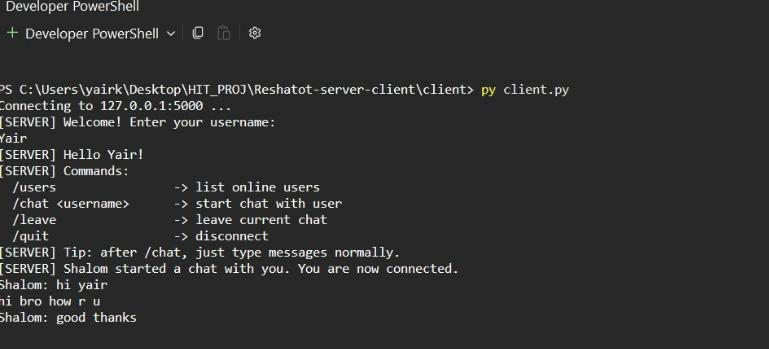 Developer PowerShell
+ Developer PowerShell
PS C:\Users\yairk\Desktop\HIT_PROJ\Reshatot-server-client\client> py client.py
Connecting to 127.0.0.1:5000 ...
[SERVER] Welcome! Enter your username:
Yair
[SERVER] Hello Yair!
[SERVER] Commands:
/users -> list online users
/chat <username> -> start chat with user
/leave -> leave current chat
/quit -> disconnect
[SERVER] Tip: after /chat, just type messages normally.
[SERVER] Shalom started a chat with you. You are now connected.
Shalom: hi yair
hi bro how r u
Shalom: good thanks